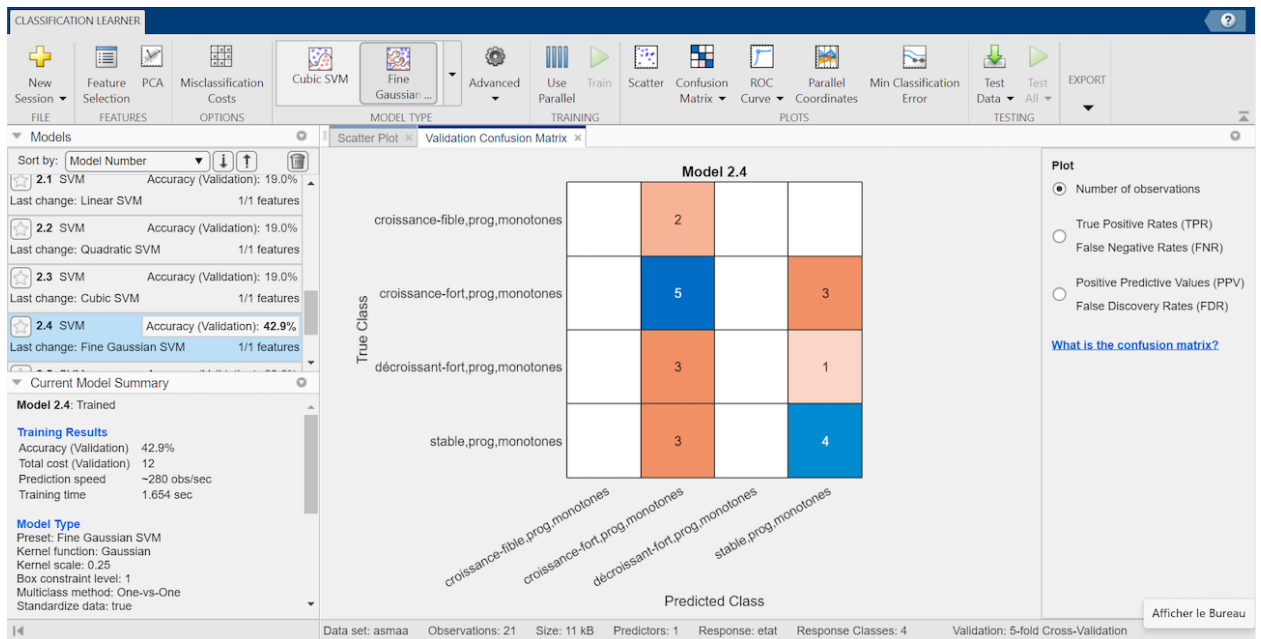 CLASSIFICATION LEARNER
?
New Session
Feature Selection
PCA
Misclassification Costs
Cubic SVM
Fine Gaussian ...
Advanced
Use Parallel
Train
Scatter
Confusion Matrix
ROC Curve
Parallel Coordinates
Min Classification Error
Test Data
Test All
EXPORT
FILE
FEATURES
OPTIONS
MODEL TYPE
TRAINING
PLOTS
TESTING
Models
Sort by: Model Number
2.1 SVM Accuracy (Validation): 19.0%
Last change: Linear SVM 1/1 features
2.2 SVM Accuracy (Validation): 19.0%
Last change: Quadratic SVM 1/1 features
2.3 SVM Accuracy (Validation): 19.0%
Last change: Cubic SVM 1/1 features
2.4 SVM Accuracy (Validation): 42.9%
Last change: Fine Gaussian SVM 1/1 features
Current Model Summary
Model 2.4: Trained
Training Results
Accuracy (Validation) 42.9%
Total cost (Validation) 12
Prediction speed ~280 obs/sec
Training time 1.654 sec
Model Type
Preset: Fine Gaussian SVM
Kernel function: Gaussian
Kernel scale: 0.25
Box constraint level: 1
Multiclass method: One-vs-One
Standardize data: true
Scatter Plot
Validation Confusion Matrix
Model 2.4
True Class
croissance-fible,prog,monotones
2
croissance-fort,prog,monotones
5 3
décroissant-fort,prog,monotones
3 1
stable,prog,monotones
3 4
croissance-fible,prog,monotones
croissance-fort,prog,monotones
décroissant-fort,prog,monotones
stable,prog,monotones
Predicted Class
Plot
Number of observations
True Positive Rates (TPR)
False Negative Rates (FNR)
Positive Predictive Values (PPV)
False Discovery Rates (FDR)
What is the confusion matrix?
Afficher le Bureau
Data set: asmaa Observations: 21 Size: 11 kB Predictors: 1 Response: etat Response Classes: 4 Validation: 5-fold Cross-Validation